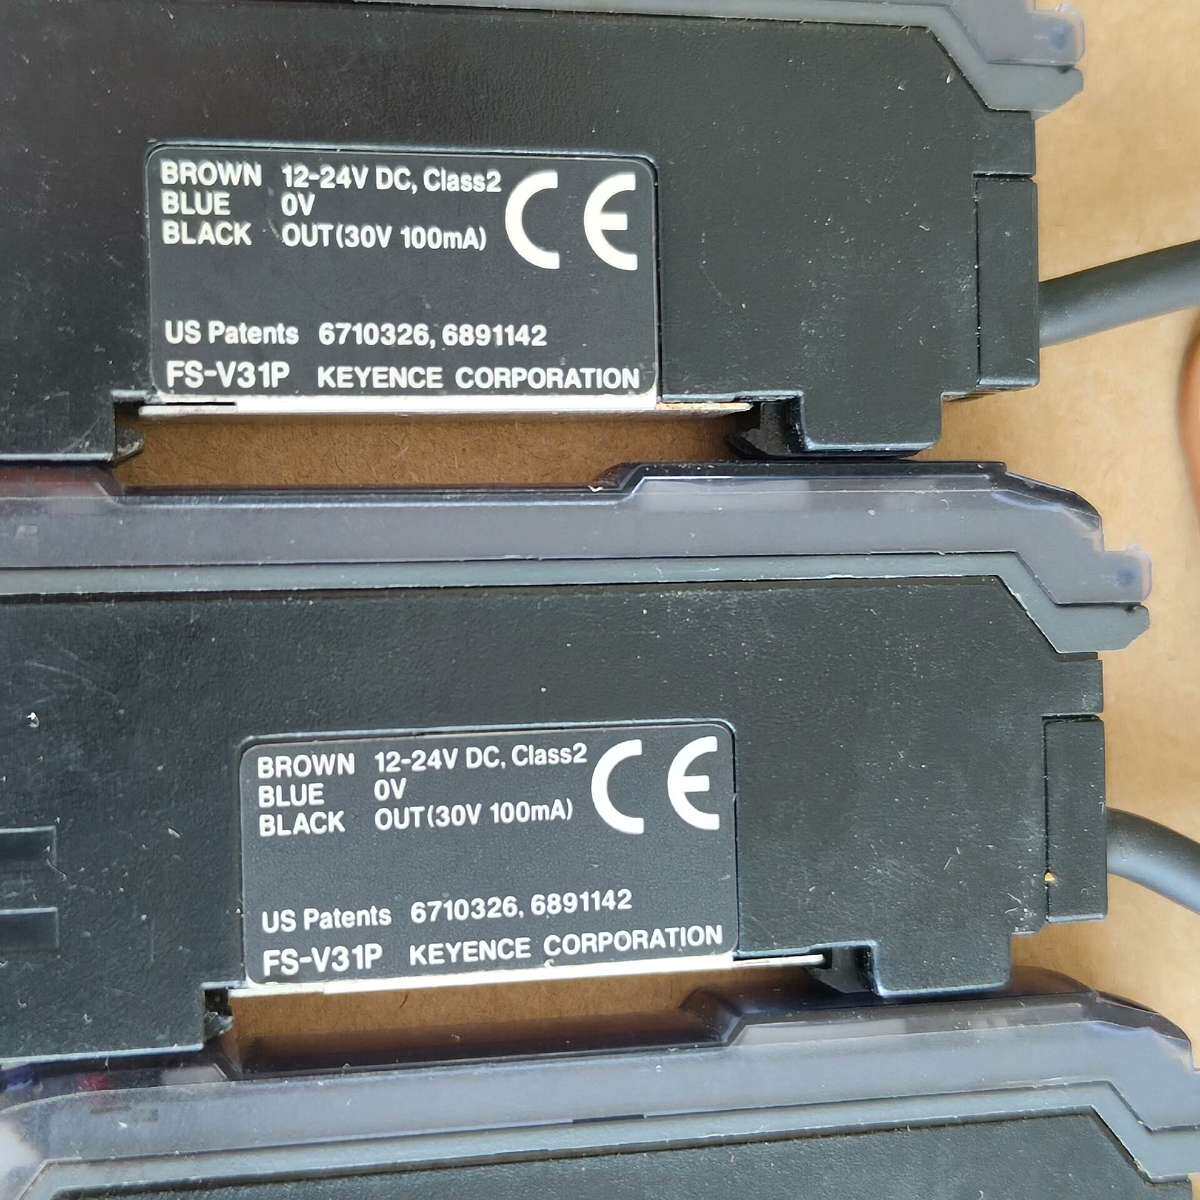 BROWN 12-24V DC, Class2
BLUE 0V
BLACK OUT(30V 100mA)
CE
US Patents 6710326, 6891142
FS-V31P KEYENCE CORPORATION
BROWN 12-24V DC, Class2
BLUE 0V
BLACK OUT(30V 100mA)
CE
US Patents 6710326, 6891142
FS-V31P KEYENCE CORPORATION